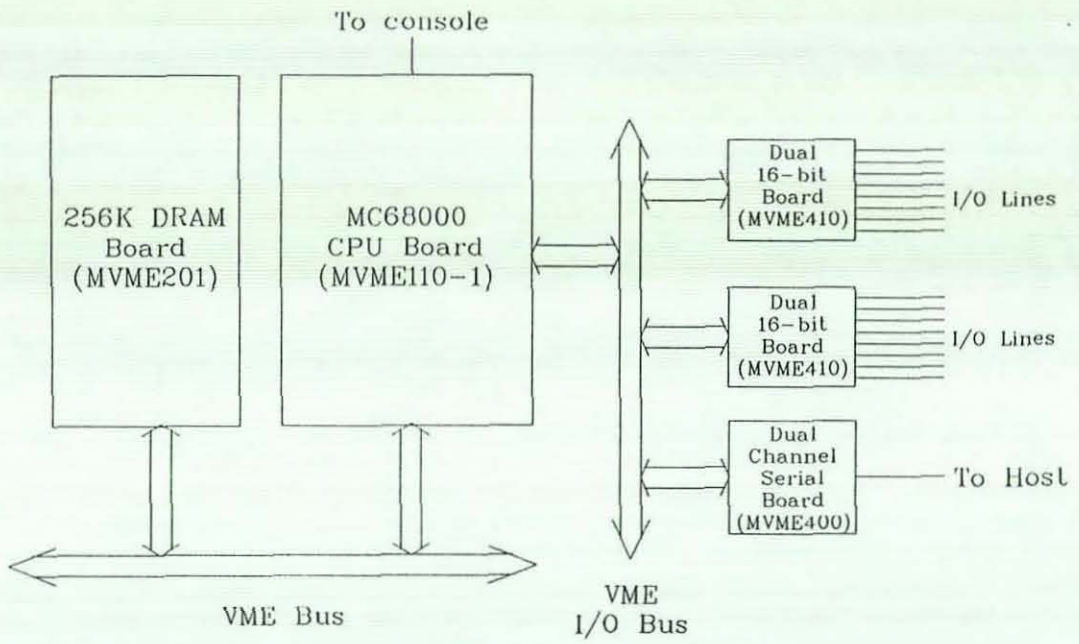 To console
256K DRAM
Board
(MVME201)
MC68000
CPU Board
(MVME110-1)
Dual
16-bit
Board
(MVME410)
I/O Lines
Dual
16-bit
Board
(MVME410)
I/O Lines
Dual
Channel
Serial
Board
(MVME400)
To Host
VME Bus
VME
I/O Bus